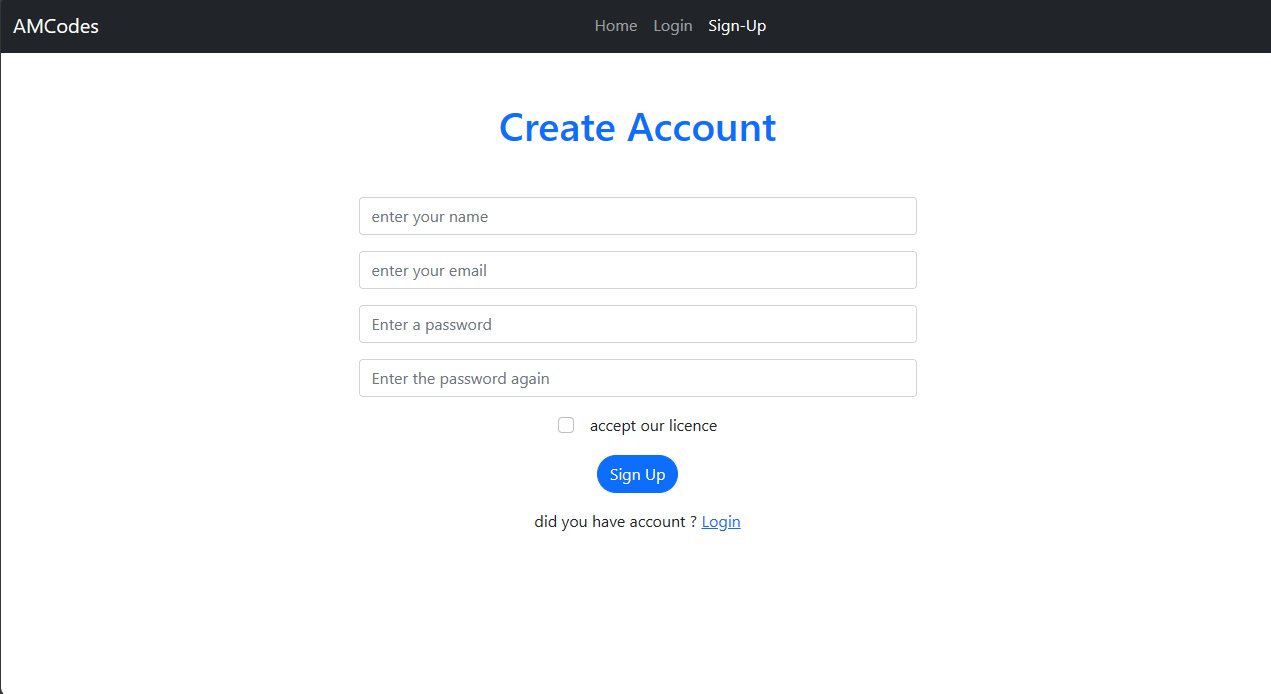 AMCodes Home Login Sign-Up
Create Account
enter your name
enter your email
Enter a password
Enter the password again
accept our licence
Sign Up
did you have account ? Login